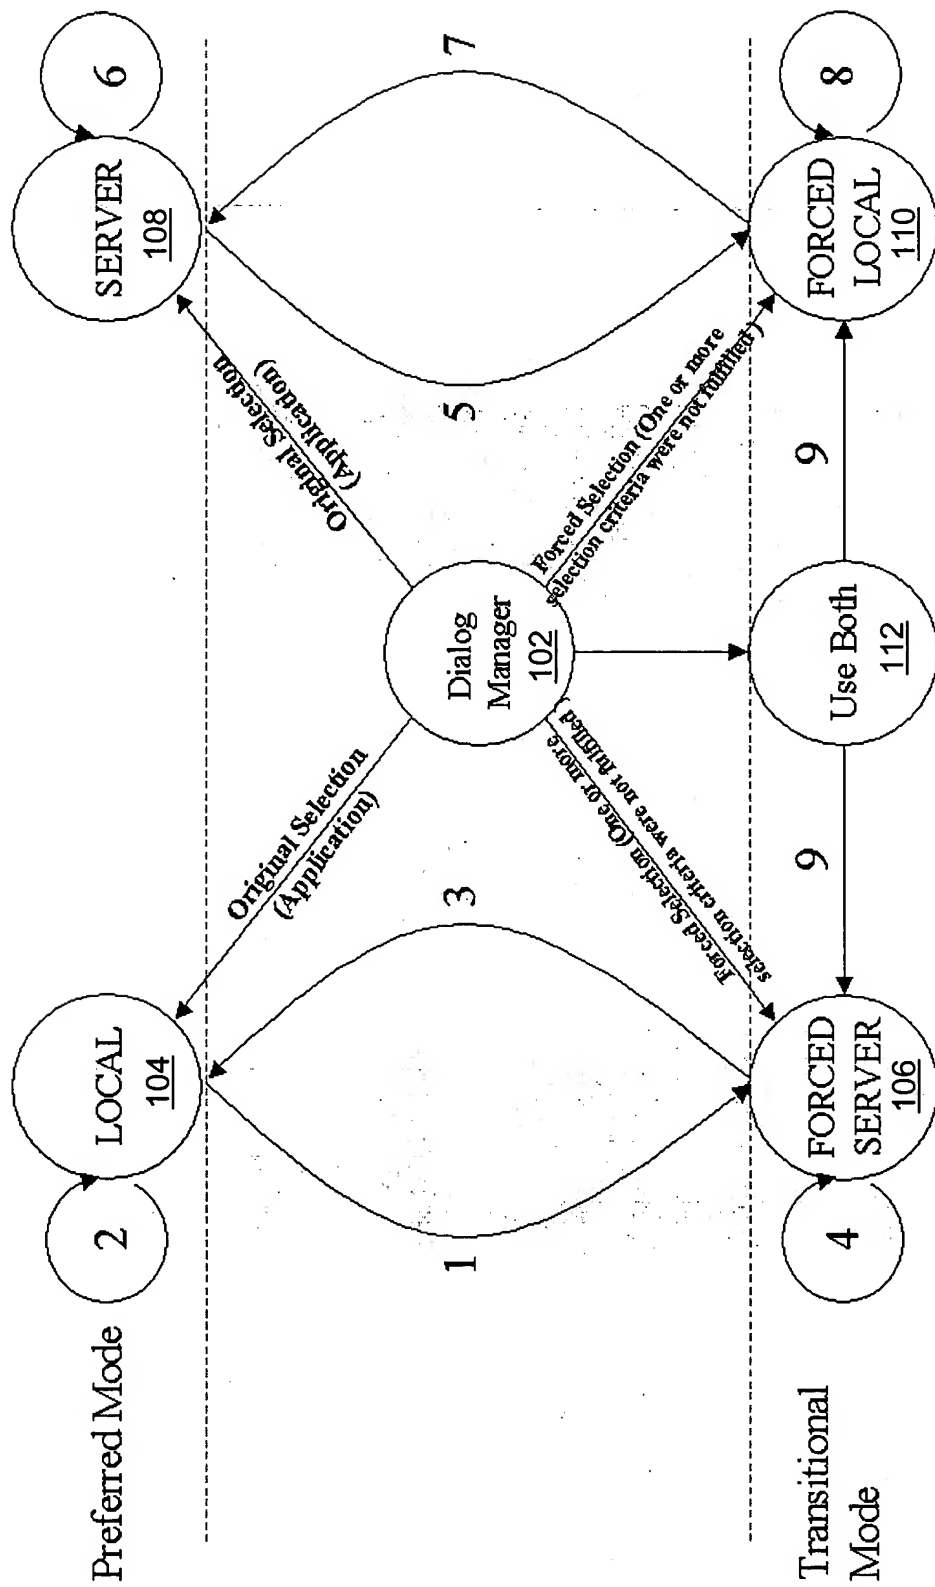 Preferred Mode
2
LOCAL
104
SERVER
108
6
Original Selection
(Application)
Original Selection
(Application)
1
3
Dialog
Manager
102
5
7
Forced Selection (One or more
selection criteria were not fulfilled )
Forced Selection (One or more
selection criteria were not fulfilled )
Transitional
Mode
4
FORCED
SERVER
106
9
Use Both
112
9
FORCED
LOCAL
110
8